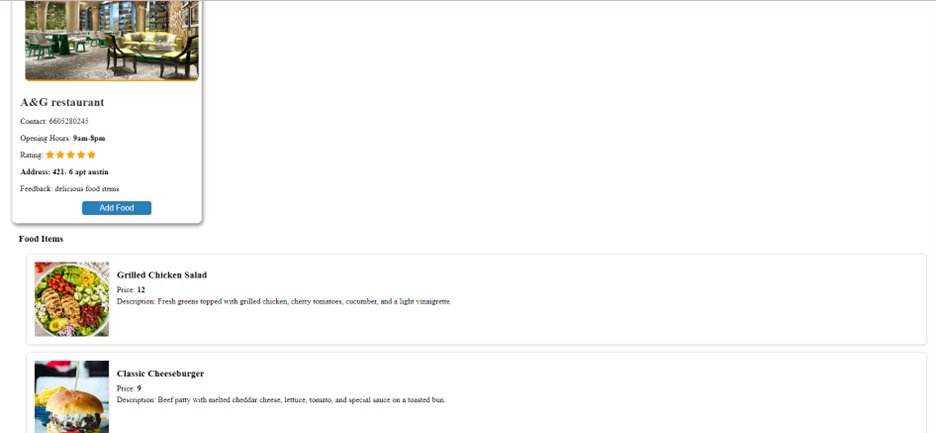 A&G restaurant
Contact: 6605280245
Opening Hours: 9am-8pm
Rating:
Address: 421- 6 apt austin
Feedback: delicious food items
Add Food
Food Items
Grilled Chicken Salad
Price: 12
Description: Fresh greens topped with grilled chicken, cherry tomatoes, cucumber, and a light vinaigrette.
Classic Cheeseburger
Price: 9
Description: Beef patty with melted cheddar cheese, lettuce, tomato, and special sauce on a toasted bun.